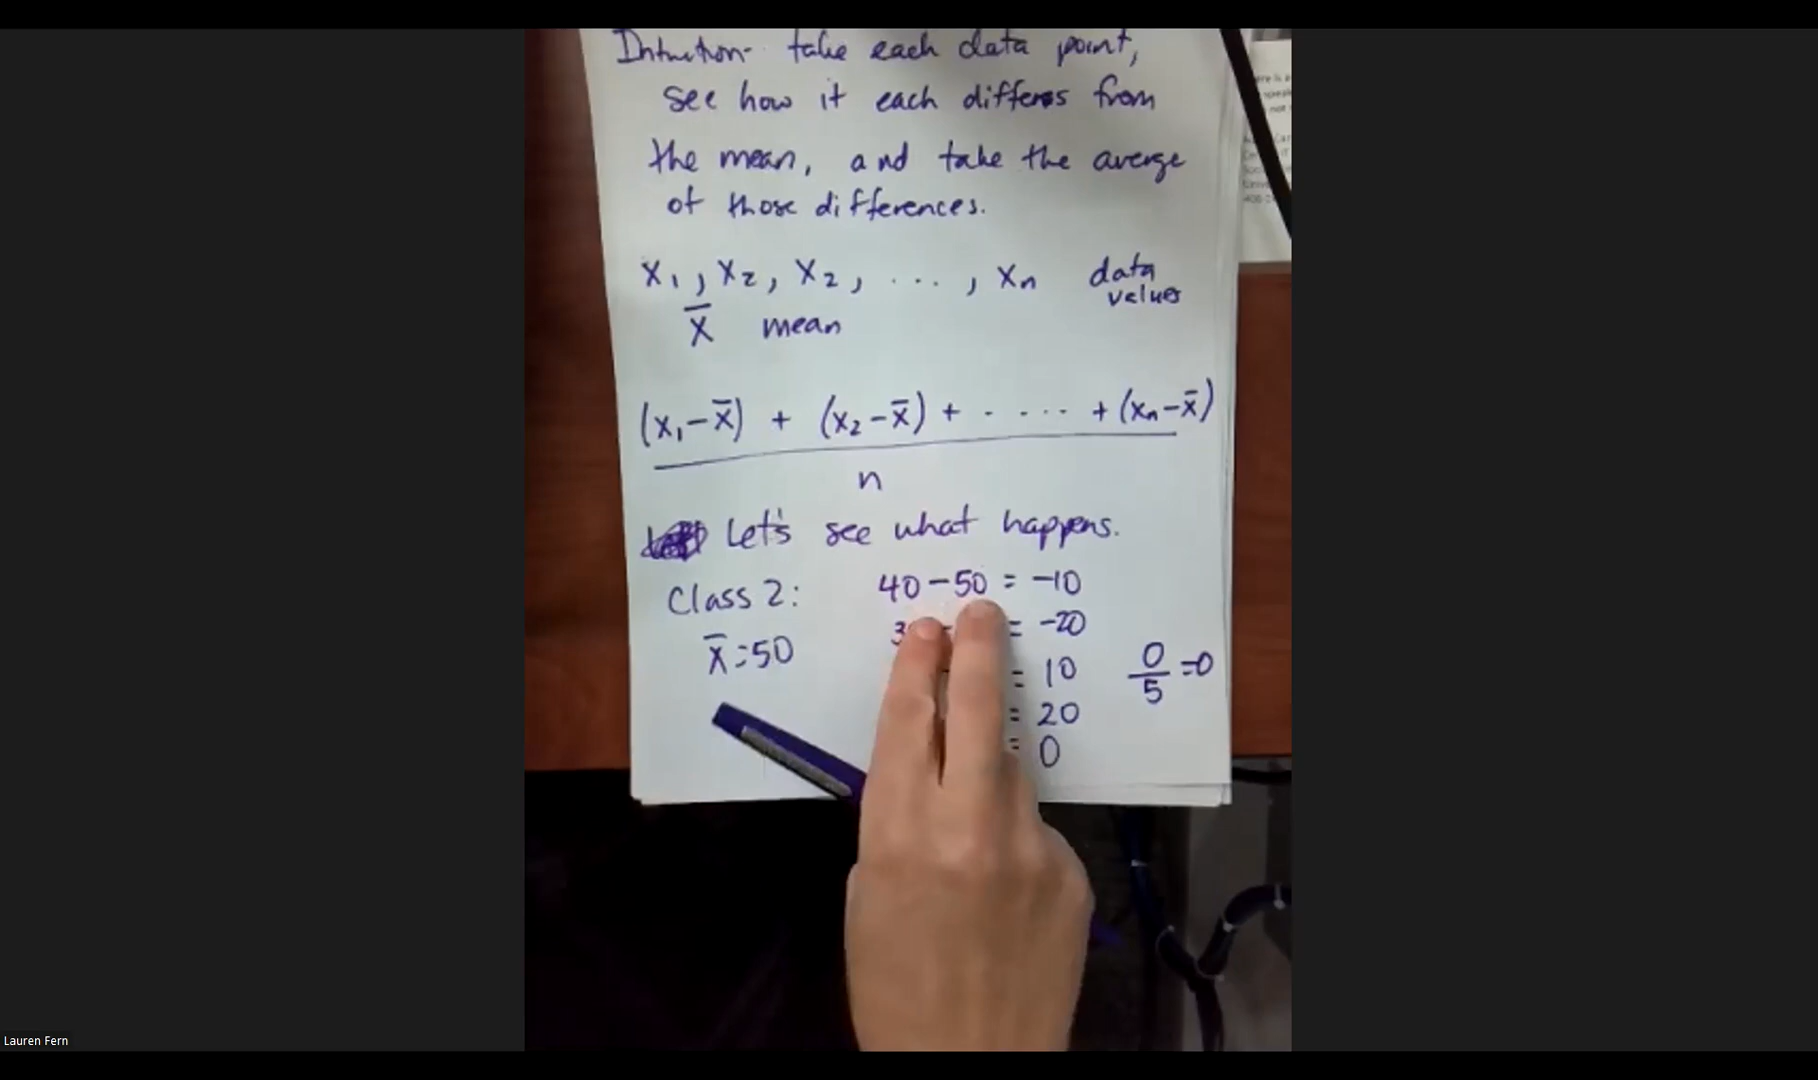 Intuition- take each data point,
see how it each differs from
the mean, and take the averge
of those differences.
x₁, x₂, x₂, ..., xₙ data
values
x̄ mean
(x₁-x̄) + (x₂-x̄) + ..... + (xₙ-x̄)
n
Let's see what happens.
Class 2: 40-50 = -10
x̄=50
= -20
= 10
0/5 =0
= 20
= 0
Lauren Fern